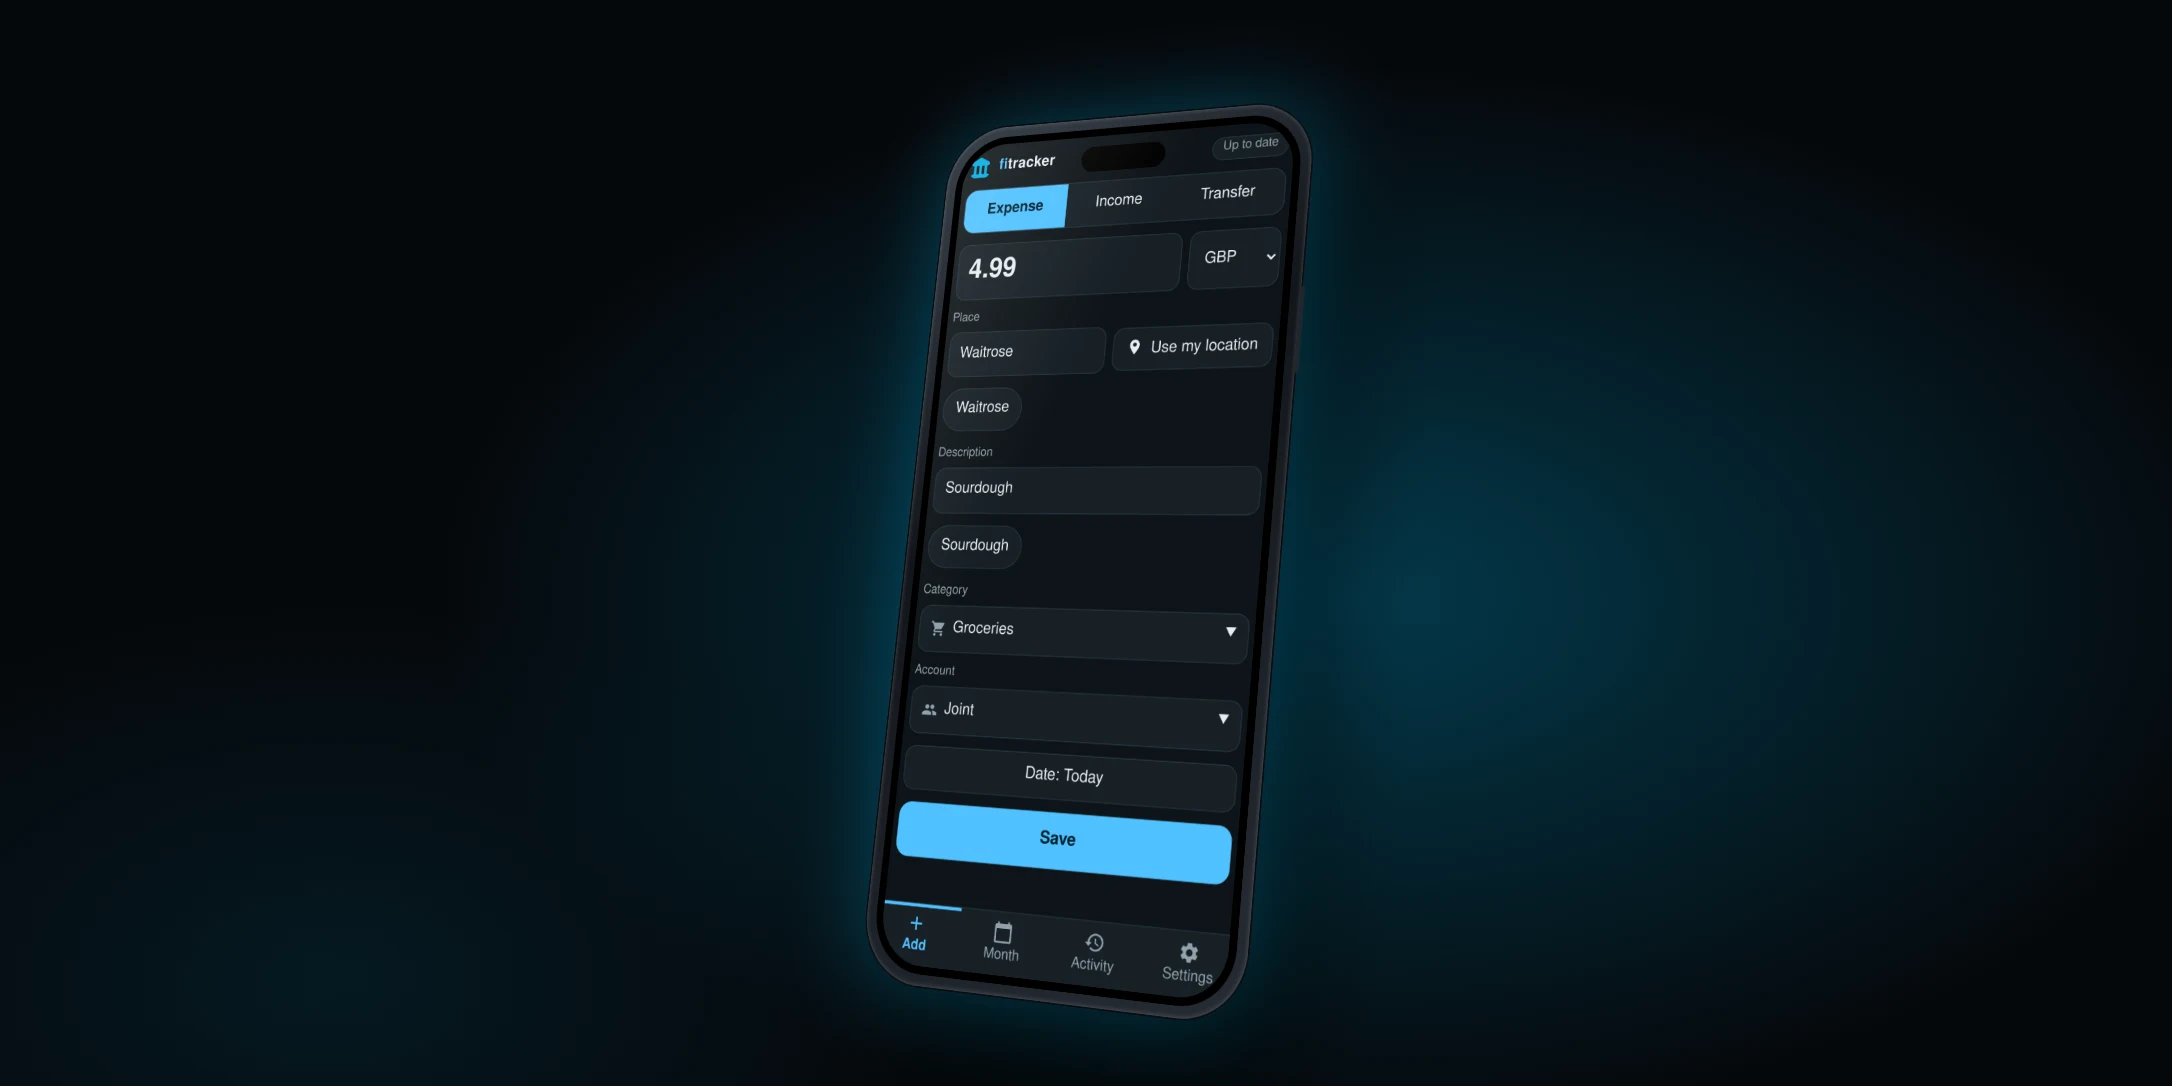 fitracker
Up to date
Expense Income Transfer
4.99 GBP
Place
Waitrose Use my location
Waitrose
Description
Sourdough
Sourdough
Category
Groceries
Account
Joint
Date: Today
Save
Add Month Activity Settings